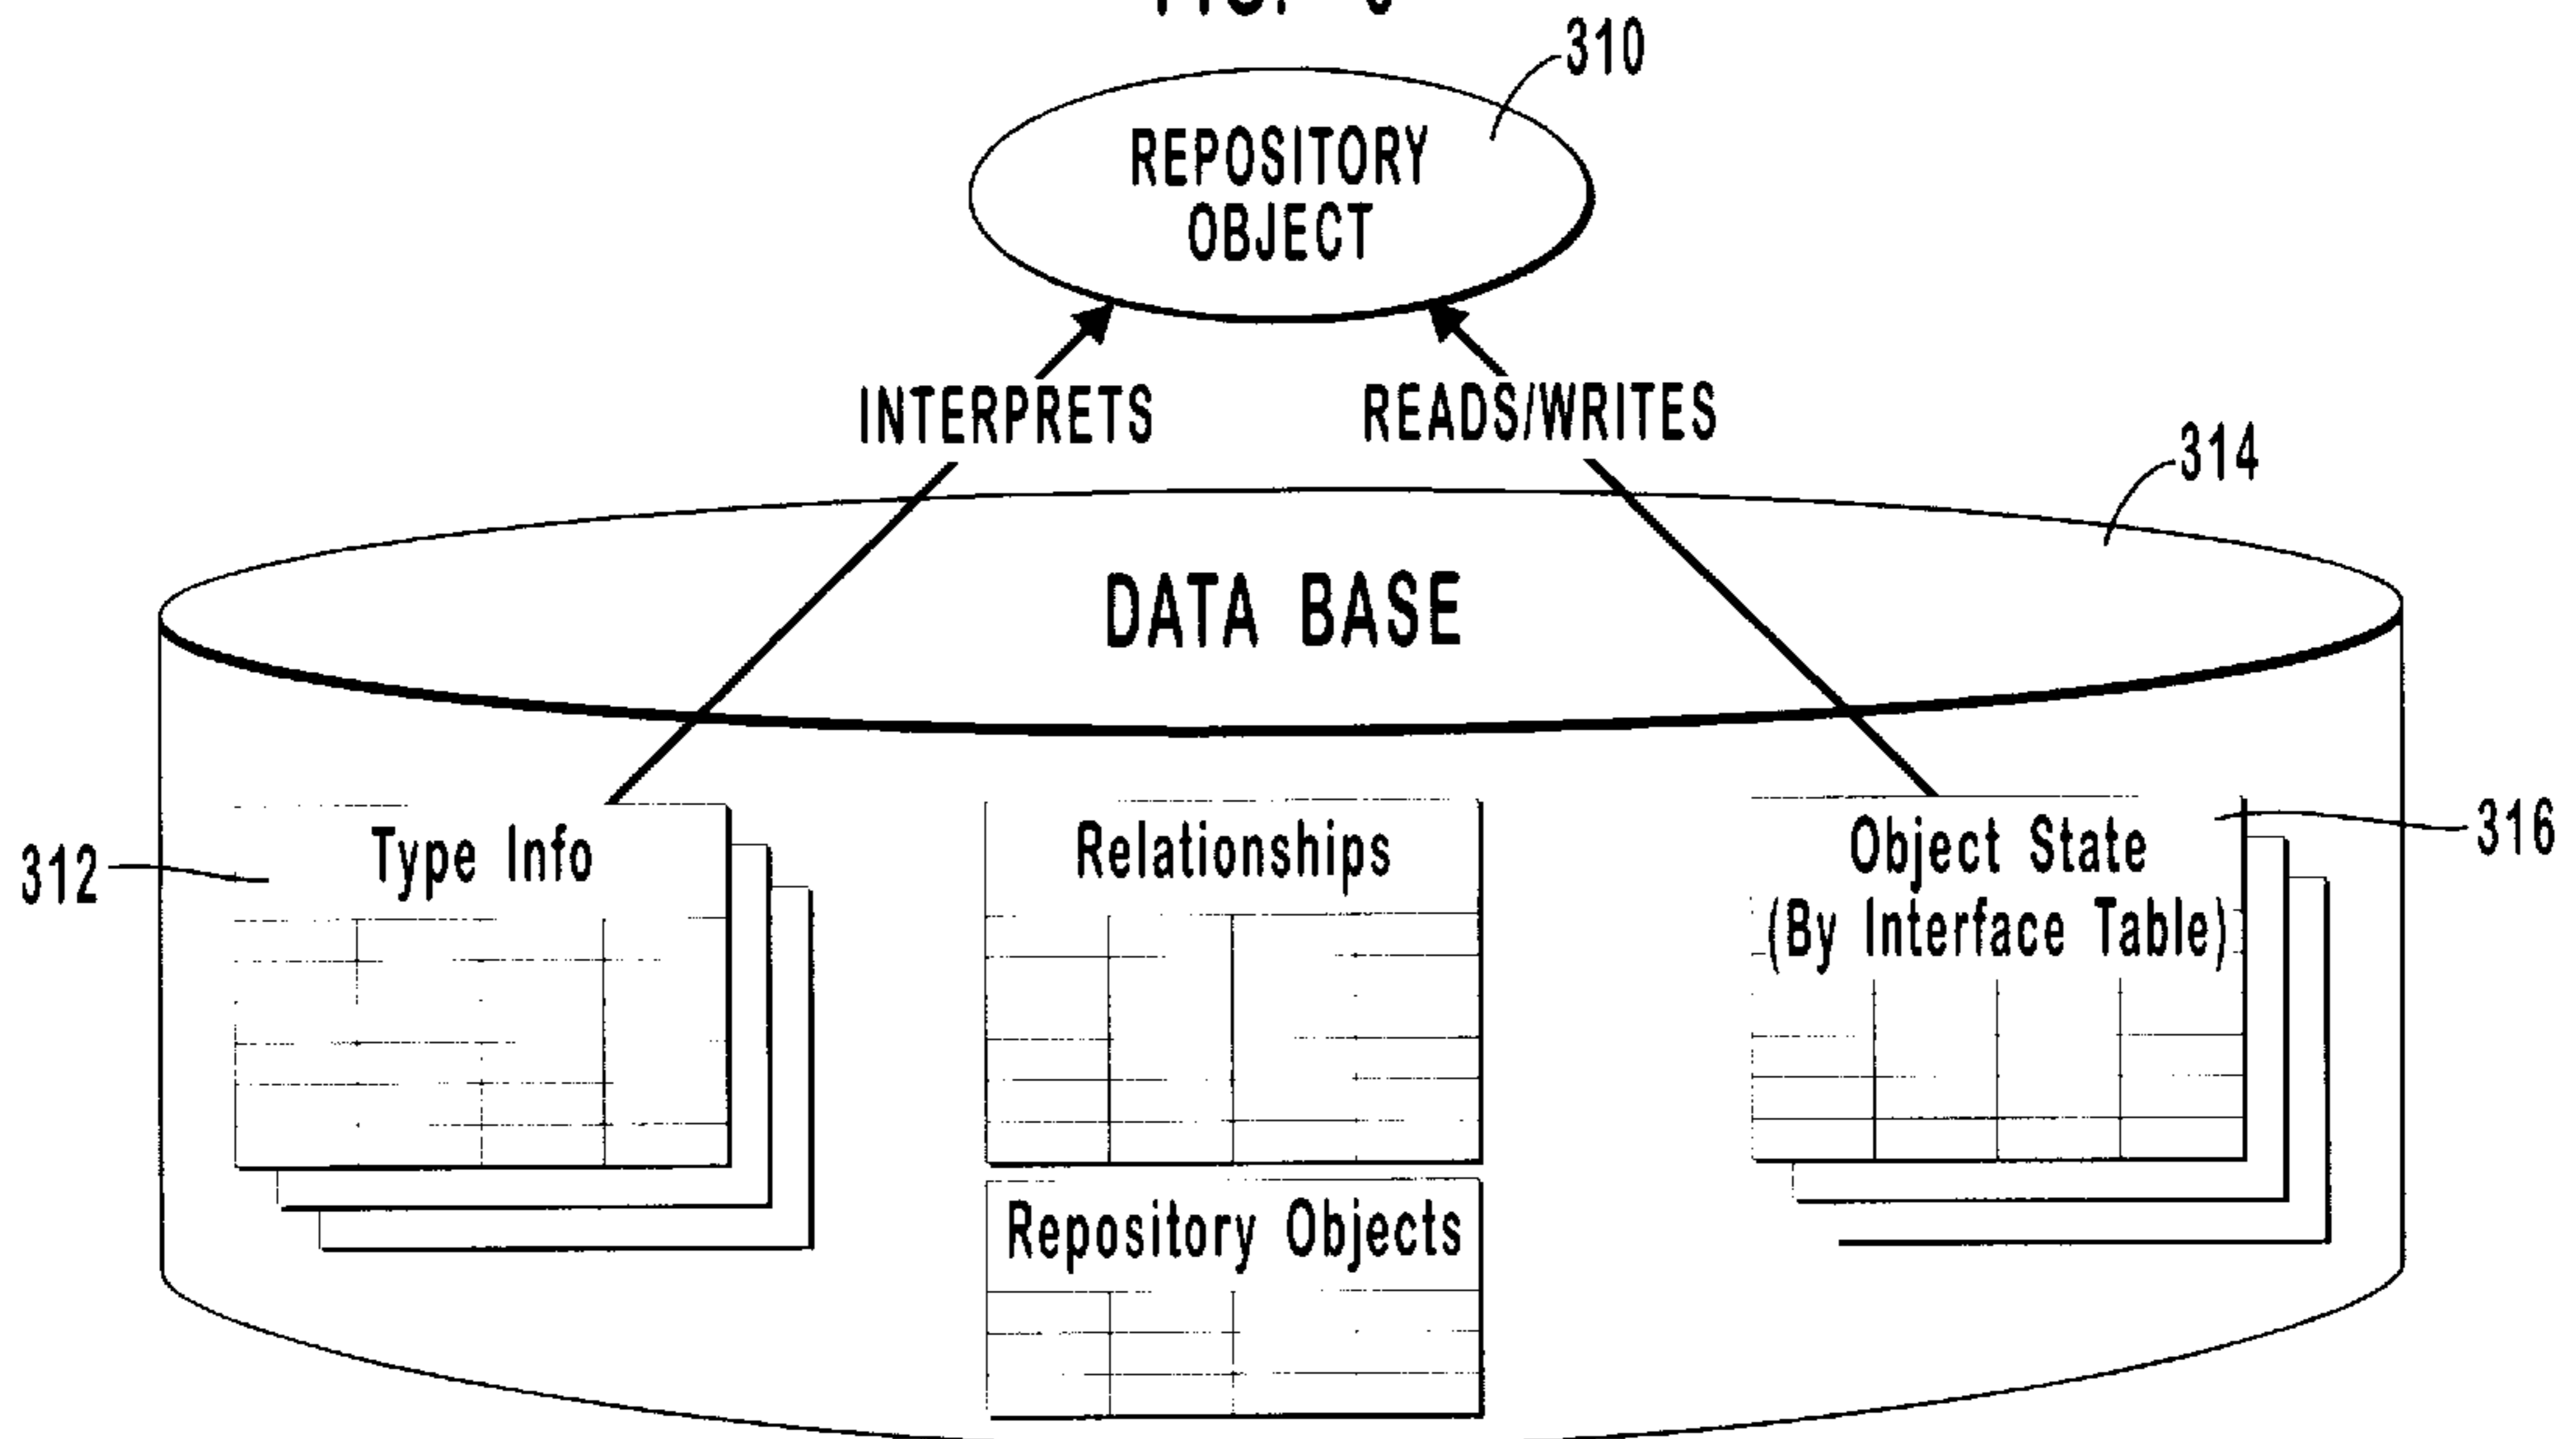 310
REPOSITORY
OBJECT
INTERPRETS
READS/WRITES
314
DATA BASE
312
Type Info
Relationships
Object State
(By Interface Table)
316
Repository Objects